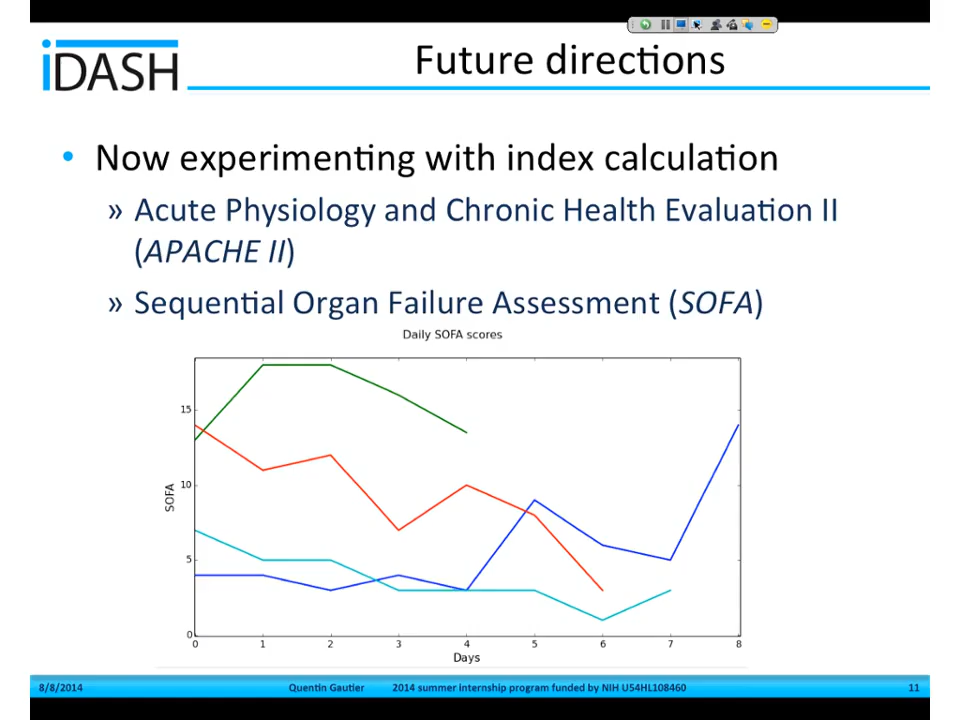 iDASH
Future directions
• Now experimenting with index calculation
» Acute Physiology and Chronic Health Evaluation II
(APACHE II)
» Sequential Organ Failure Assessment (SOFA)
Daily SOFA scores
15
10
5
0
SOFA
0 1 2 3 4 5 6 7 8
Days
8/8/2014 Quentin Gautier 2014 summer internship program funded by NIH U54HL108460 11